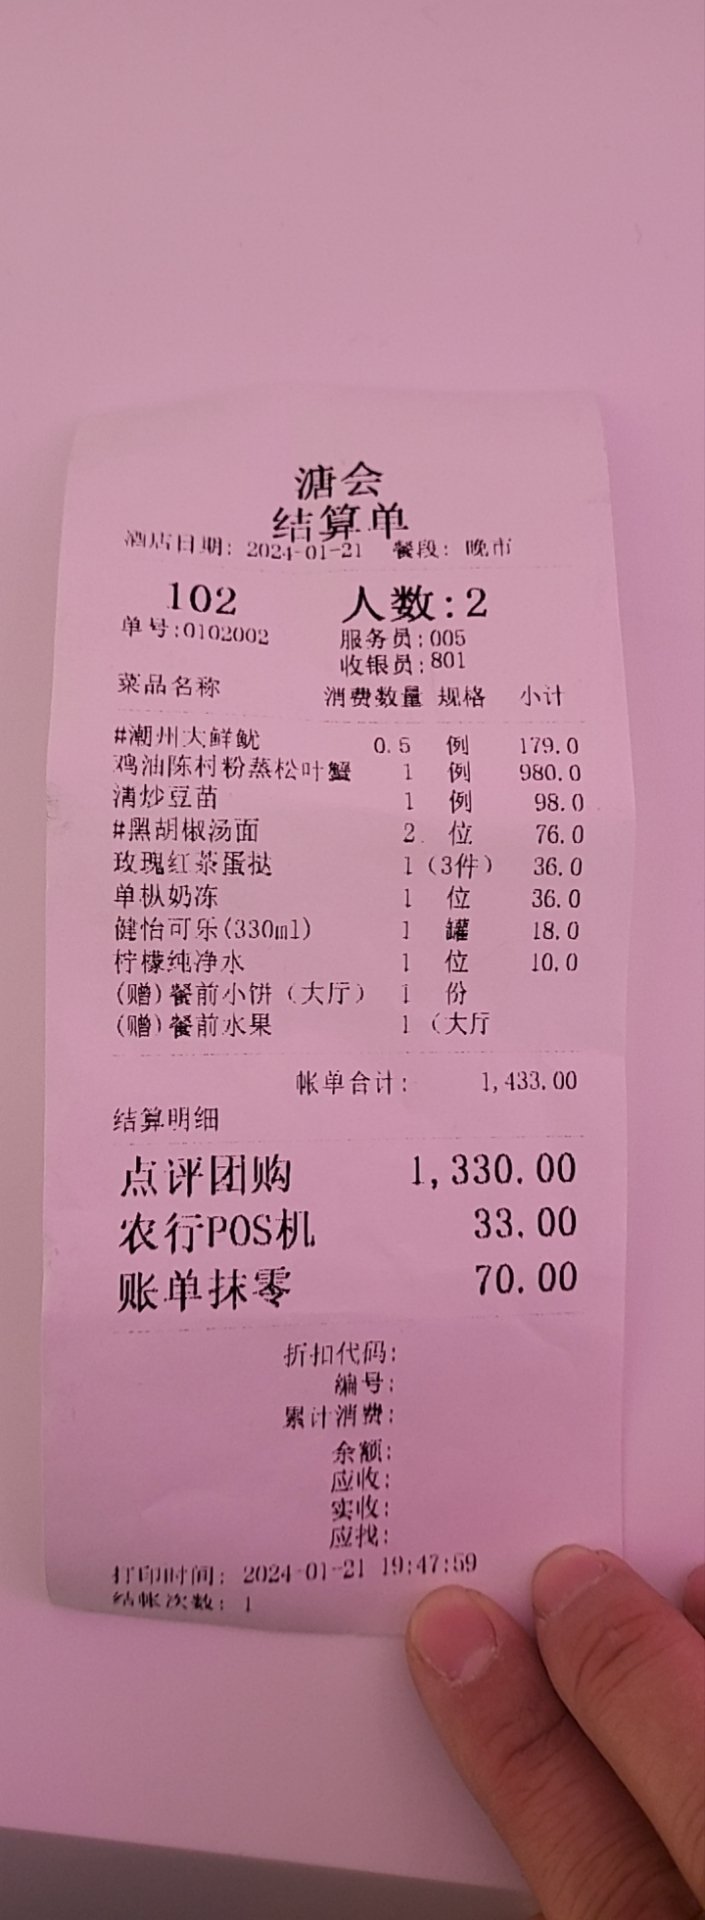 溏会
结算单
酒店日期: 2024-01-21 餐段: 晚市
102 人数:2
单号:0102002 服务员:005
收银员:801
菜品名称 消费数量 规格 小计
#潮州大鲜鱿 0.5 例 179.0
鸡油陈村粉蒸松叶蟹 1 例 980.0
清炒豆苗 1 例 98.0
#黑胡椒汤面 2 位 76.0
玫瑰红茶蛋挞 1 (3件) 36.0
单枞奶冻 1 位 36.0
健怡可乐(330ml) 1 罐 18.0
柠檬纯净水 1 位 10.0
(赠)餐前小饼(大厅) 1 份
(赠)餐前水果 1 (大厅
帐单合计: 1,433.00
结算明细
点评团购 1,330.00
农行POS机 33.00
账单抹零 70.00
折扣代码:
编号:
累计消费:
余额:
应收:
实收:
应找:
打印时间: 2024-01-21 19:47:59
结帐次数: 1